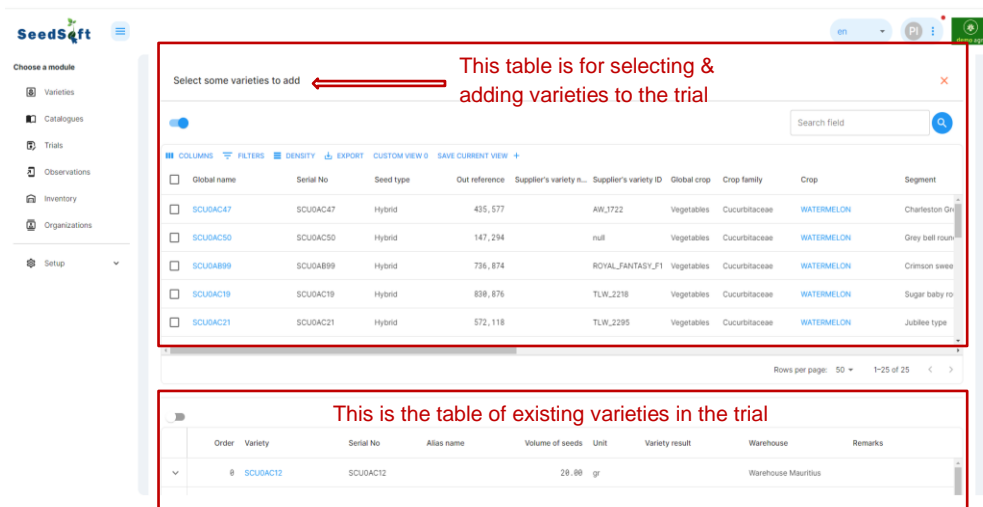 SeedSoft
en
PI
demo agr
Choose a module
Varieties
Catalogues
Trials
Observations
Inventory
Organizations
Setup
Select some varieties to add
This table is for selecting &
adding varieties to the trial
Search field
COLUMNS FILTERS DENSITY EXPORT CUSTOM VIEW 0 SAVE CURRENT VIEW +
Global name Serial No Seed type Out reference Supplier's variety n... Supplier's variety ID Global crop Crop family Crop Segment
SCU0AC47 SCU0AC47 Hybrid 435,577 AW_1722 Vegetables Cucurbitaceae WATERMELON Charleston Gre
SCU0AC50 SCU0AC50 Hybrid 147,294 null Vegetables Cucurbitaceae WATERMELON Grey bell roun
SCU0AB99 SCU0AB99 Hybrid 736,874 ROYAL_FANTASY_F1 Vegetables Cucurbitaceae WATERMELON Crimson swee
SCU0AC19 SCU0AC19 Hybrid 830,876 TLW_2218 Vegetables Cucurbitaceae WATERMELON Sugar baby ro
SCU0AC21 SCU0AC21 Hybrid 572,118 TLW_2295 Vegetables Cucurbitaceae WATERMELON Jubilee type
Rows per page: 50 1–25 of 25
This is the table of existing varieties in the trial
Order Variety Serial No Alias name Volume of seeds Unit Variety result Warehouse Remarks
0 SCU0AC12 SCU0AC12 20.00 gr Warehouse Mauritius